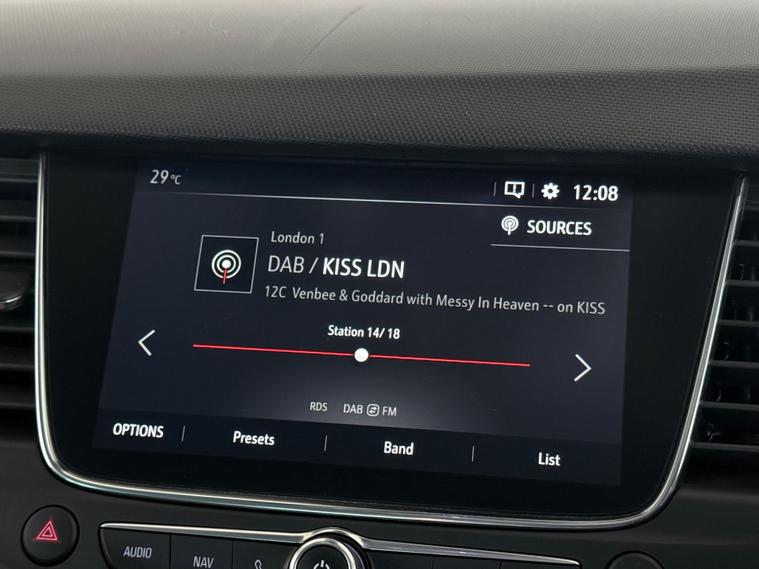 29°C
12:08
SOURCES
London 1
DAB / KISS LDN
12C Venbee & Goddard with Messy In Heaven -- on KISS
Station 14/ 18
RDS DAB FM
OPTIONS Presets Band List
AUDIO NAV